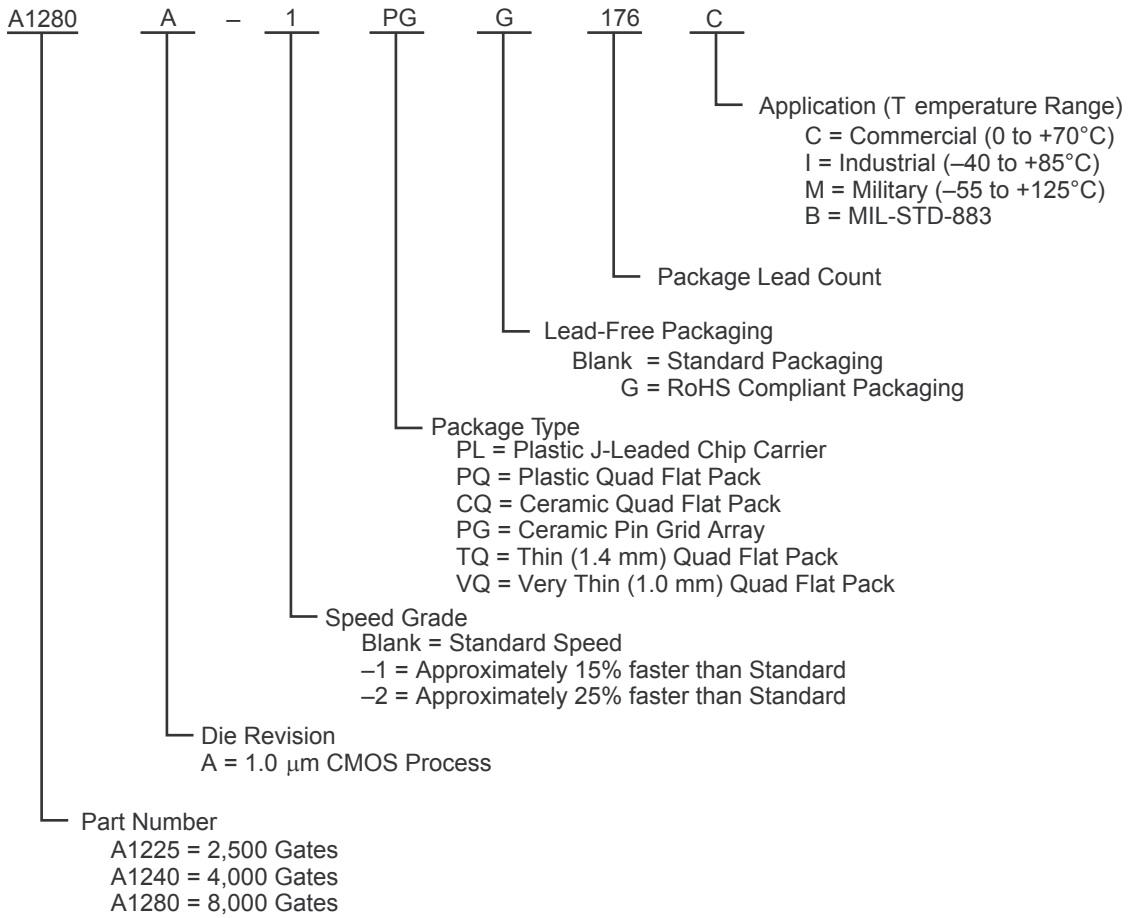 A1280 A – 1 PG G 176 C
Application (T emperature Range)
C = Commercial (0 to +70°C)
I = Industrial (–40 to +85°C)
M = Military (–55 to +125°C)
B = MIL-STD-883
Package Lead Count
Lead-Free Packaging
Blank = Standard Packaging
G = RoHS Compliant Packaging
Package Type
PL = Plastic J-Leaded Chip Carrier
PQ = Plastic Quad Flat Pack
CQ = Ceramic Quad Flat Pack
PG = Ceramic Pin Grid Array
TQ = Thin (1.4 mm) Quad Flat Pack
VQ = Very Thin (1.0 mm) Quad Flat Pack
Speed Grade
Blank = Standard Speed
–1 = Approximately 15% faster than Standard
–2 = Approximately 25% faster than Standard
Die Revision
A = 1.0 μm CMOS Process
Part Number
A1225 = 2,500 Gates
A1240 = 4,000 Gates
A1280 = 8,000 Gates